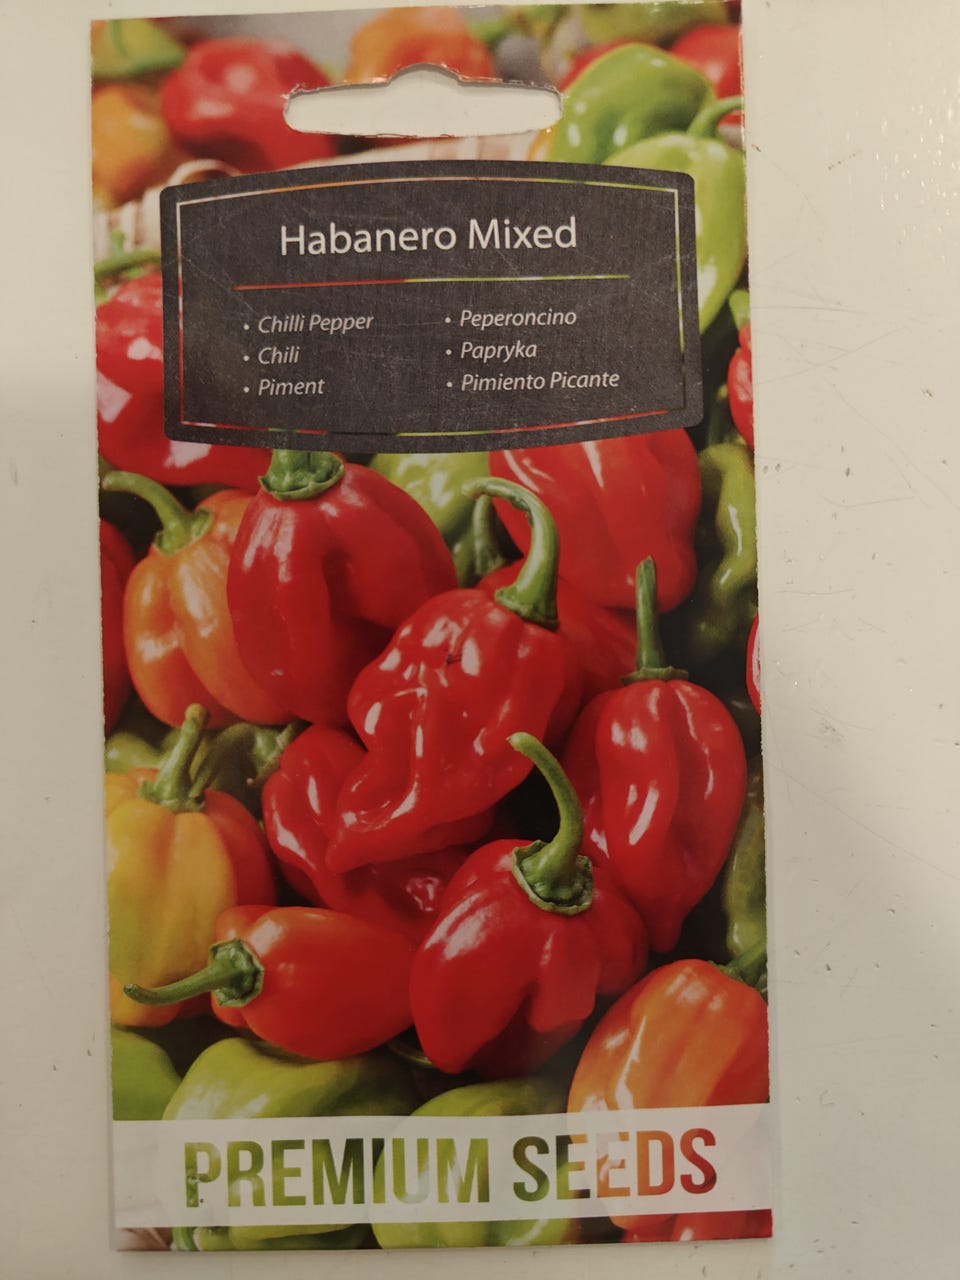 Habanero Mixed
• Chilli Pepper
• Chili
• Piment
• Peperoncino
• Papryka
• Pimiento Picante
PREMIUM SEEDS